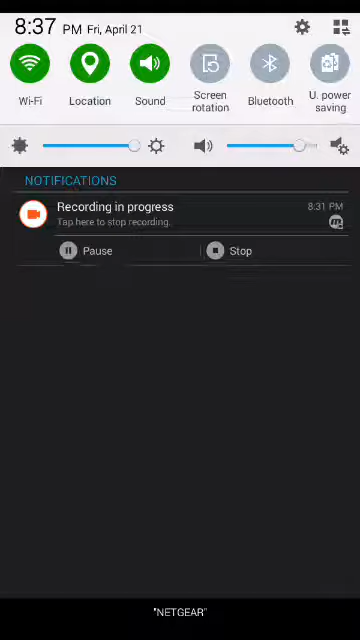 8:37 PM Fri, April 21
Wi-Fi
Location
Sound
Screen
rotation
Bluetooth
U. power
saving
NOTIFICATIONS
Recording in progress
8:31 PM
Tap here to stop recording.
Pause
Stop
"NETGEAR"